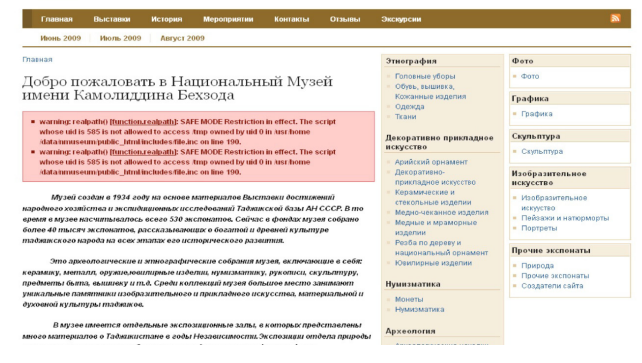 Главная Выставки История Мероприятия Контакты Отзывы Экскурсии
Июнь 2009 Июль 2009 Август 2009
Главная
Добро пожаловать в Национальный Музей
имени Камолиддина Бехзода
warning: realpath() [function.realpath]: SAFE MODE Restriction in effect. The script
whose uid is 585 is not allowed to access /tmp owned by uid 0 in /usr/home
/data/nmuseum/public_html/includes/file.inc on line 190.
warning: realpath() [function.realpath]: SAFE MODE Restriction in effect. The script
whose uid is 585 is not allowed to access /tmp owned by uid 0 in /usr/home
/data/nmuseum/public_html/includes/file.inc on line 190.
Музей создан в 1934 году на основе материалов Выставки достижений
народного хозяйства и экспедиционных исследований Таджикской базы АН СССР. В то
время в музее насчитывалось всего 530 экспонатов. Сейчас в фондах музея собрано
более 40 тысяч экспонатов, рассказывающих о богатой и древней культуре
таджикского народа на всех этапах его исторического развития.
Это археологические и этнографические собрания музея, включающие в себя:
керамику, металл, оружие,ювилирные изделии, нумизматику, рукописи, скульптуру,
предметы быта, вышивку и т.д. Среди коллекций музея большое место занимают
уникальные памятники изобразительного и прикладного искусства, материальной и
духовной культуры таджиков.
В музее имеется отдельные экспозиционные залы, в которых представлены
много материалов о Таджикистане в годы Независимости. Экспозиции отдела природы
Этнография
Головные уборы
Обувь, вышивка,
Кожанные изделия
Одежда
Ткани
Декоративно прикладное
искусство
Арийский орнамент
Декоративно-
прикладное искусство
Керамические и
стекольные изделии
Медно-чеканное изделия
Медные и мраморные
изделии
Резба по дереву и
национальный орнамент
Ювилирные изделии
Нумизматика
Монеты
Нумизматика
Археология
Фото
Фото
Графика
Графика
Скульптура
Скульптура
Изобразительное
искусство
Изобразительное
искусство
Пейзажи и натюрморты
Портреты
Прочие экспонаты
Природа
Прочие экспонаты
Создатели сайта